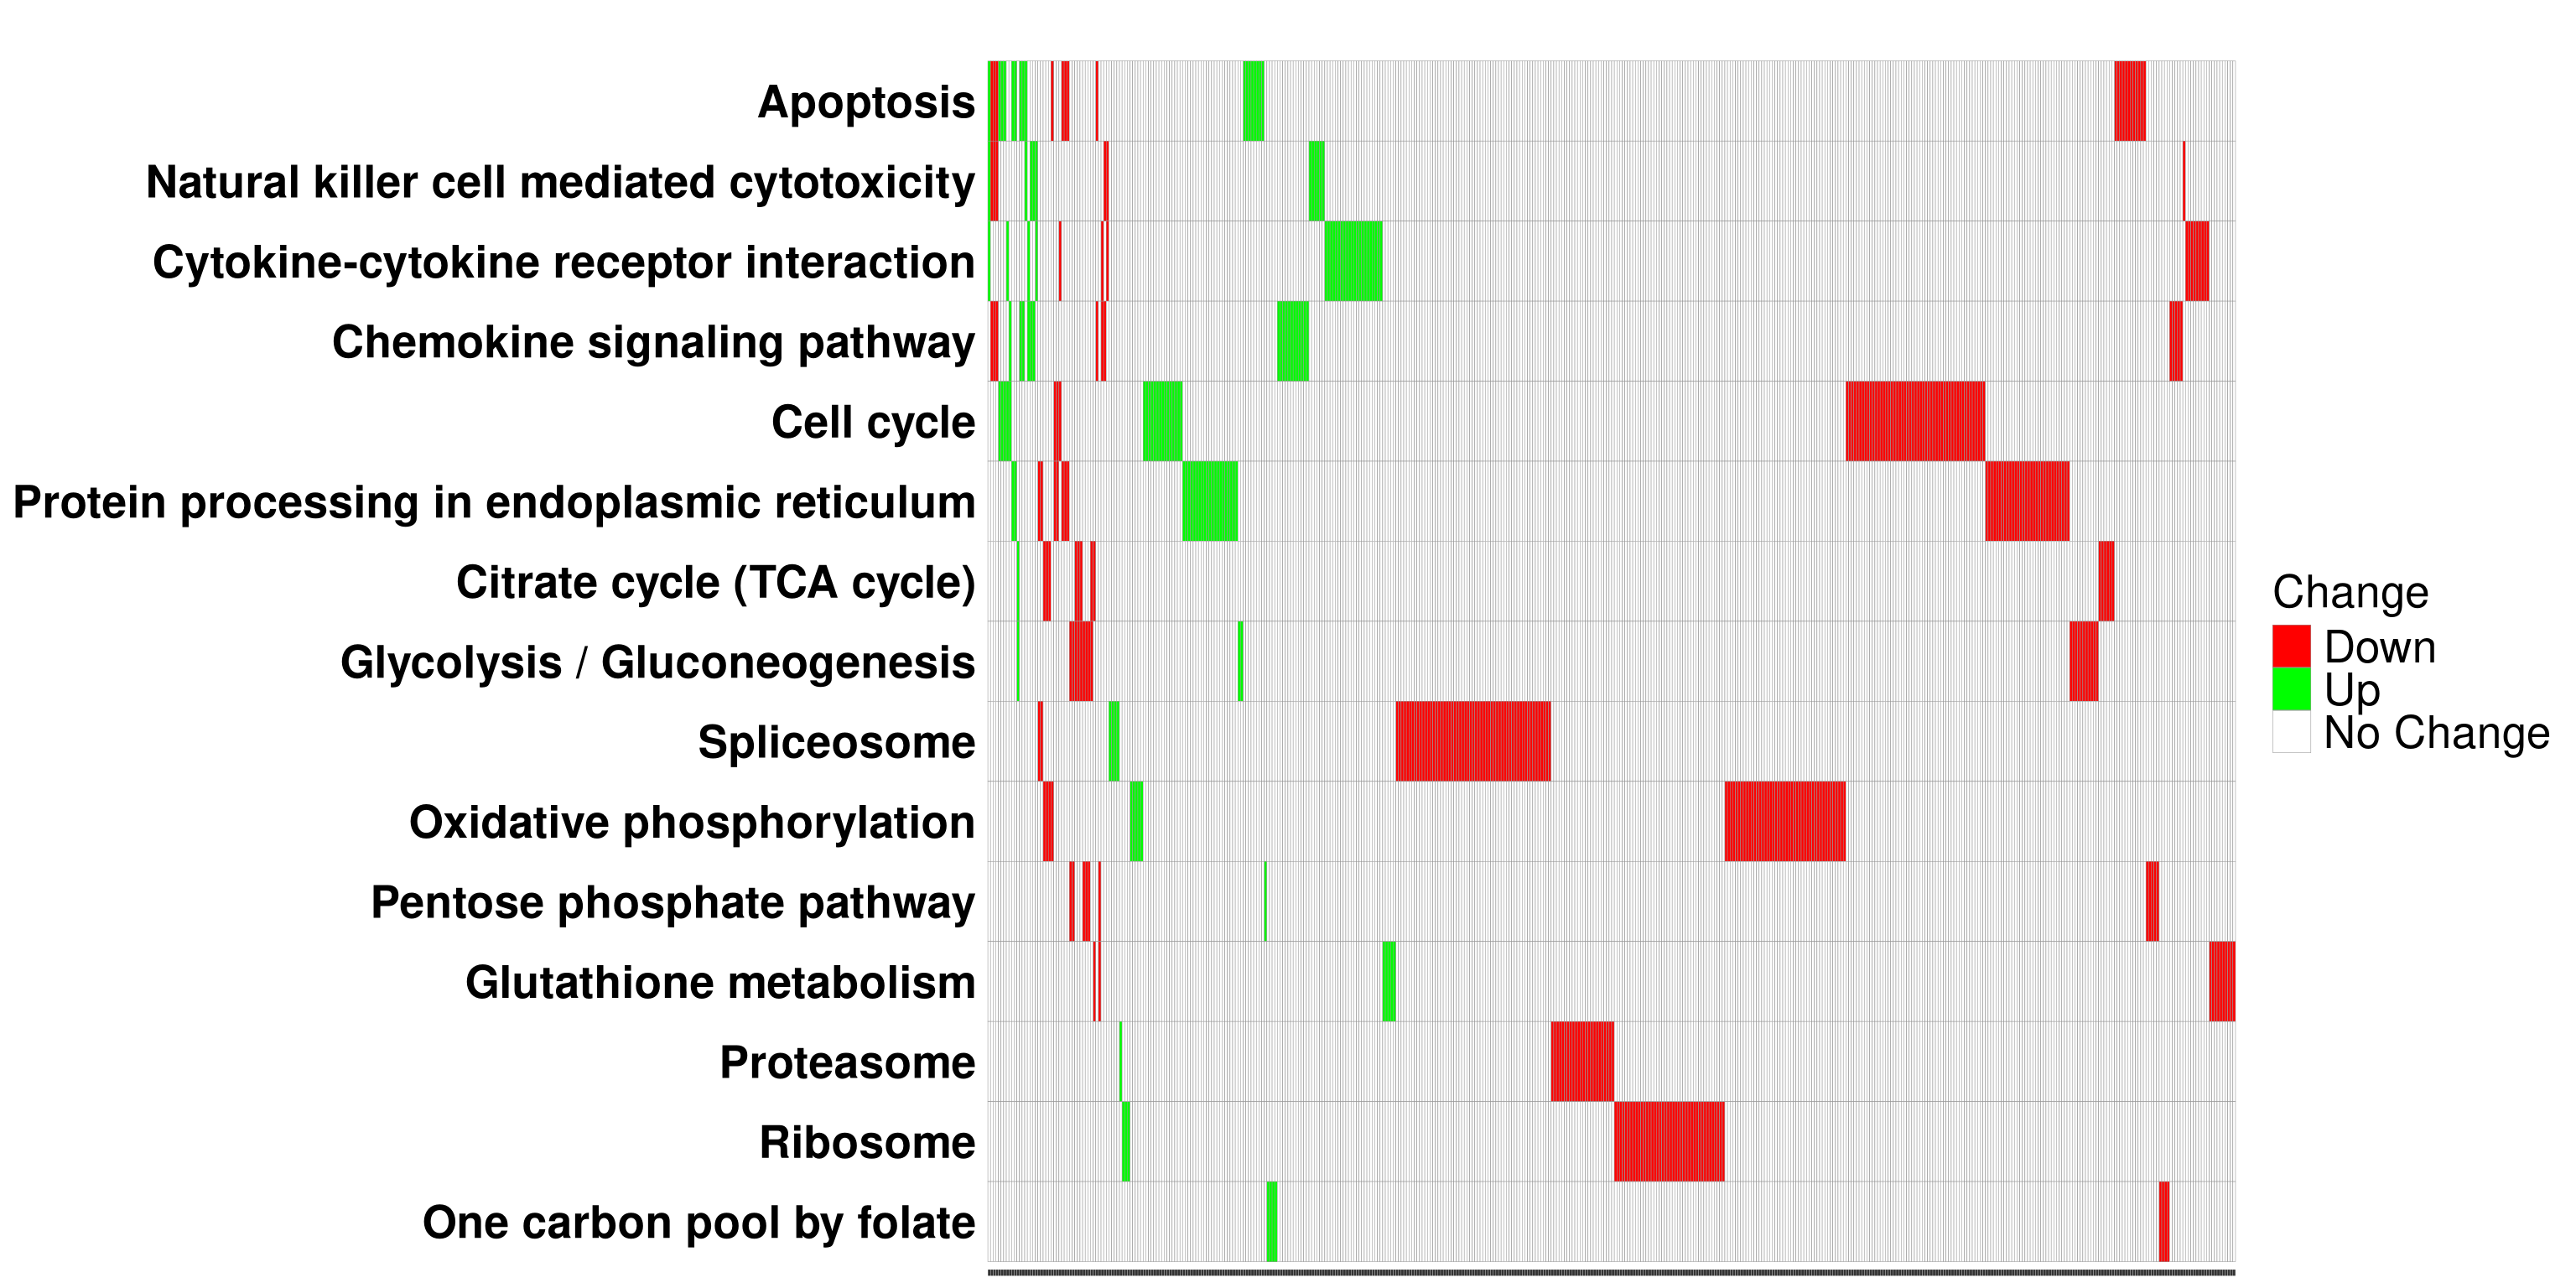 Apoptosis
Natural killer cell mediated cytotoxicity
Cytokine-cytokine receptor interaction
Chemokine signaling pathway
Cell cycle
Protein processing in endoplasmic reticulum
Citrate cycle (TCA cycle)
Glycolysis / Gluconeogenesis
Spliceosome
Oxidative phosphorylation
Pentose phosphate pathway
Glutathione metabolism
Proteasome
Ribosome
One carbon pool by folate
Change
Down
Up
No Change